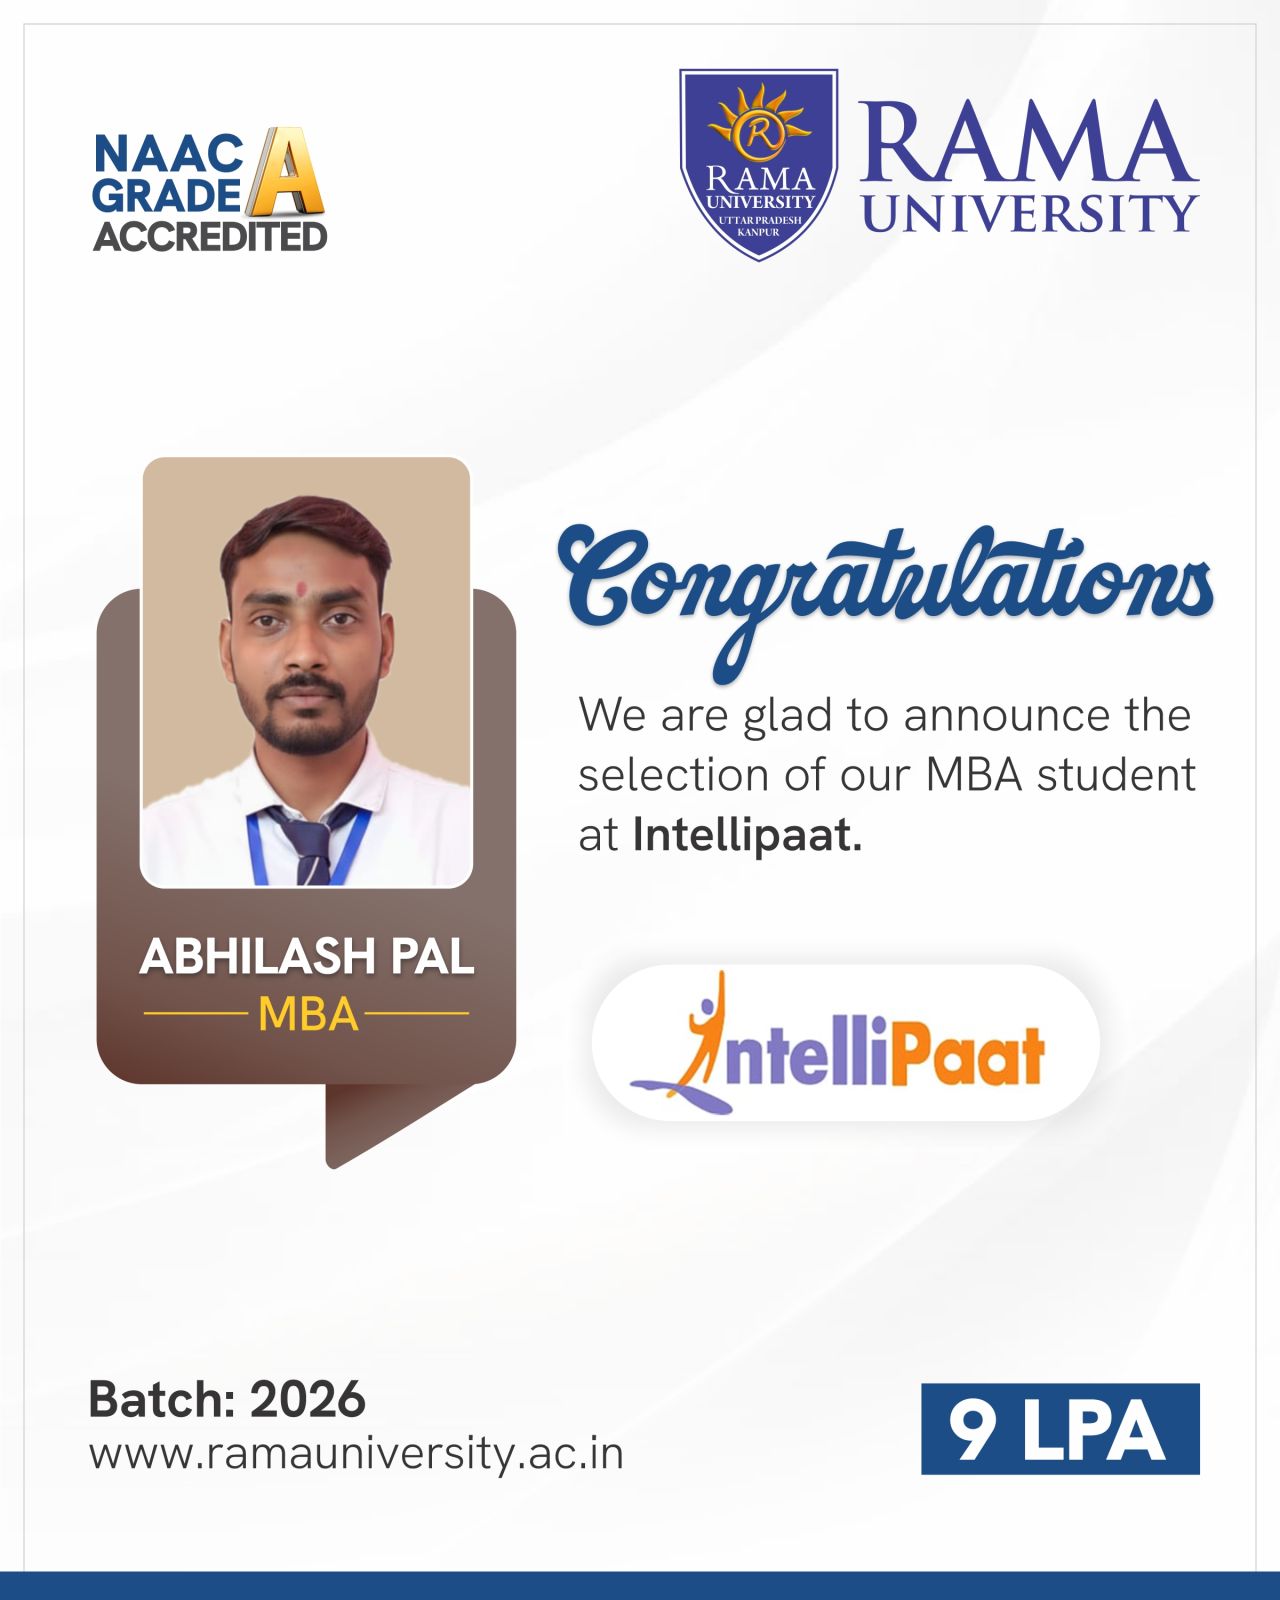 NAAC
GRADE A
ACCREDITED
R
RAMA
UNIVERSITY
UTTAR PRADESH
KANPUR
RAMA
UNIVERSITY
Congratulations
We are glad to announce the
selection of our MBA student
at Intellipaat.
ABHILASH PAL
MBA
IntelliPaat
Batch: 2026
www.ramauniversity.ac.in
9 LPA